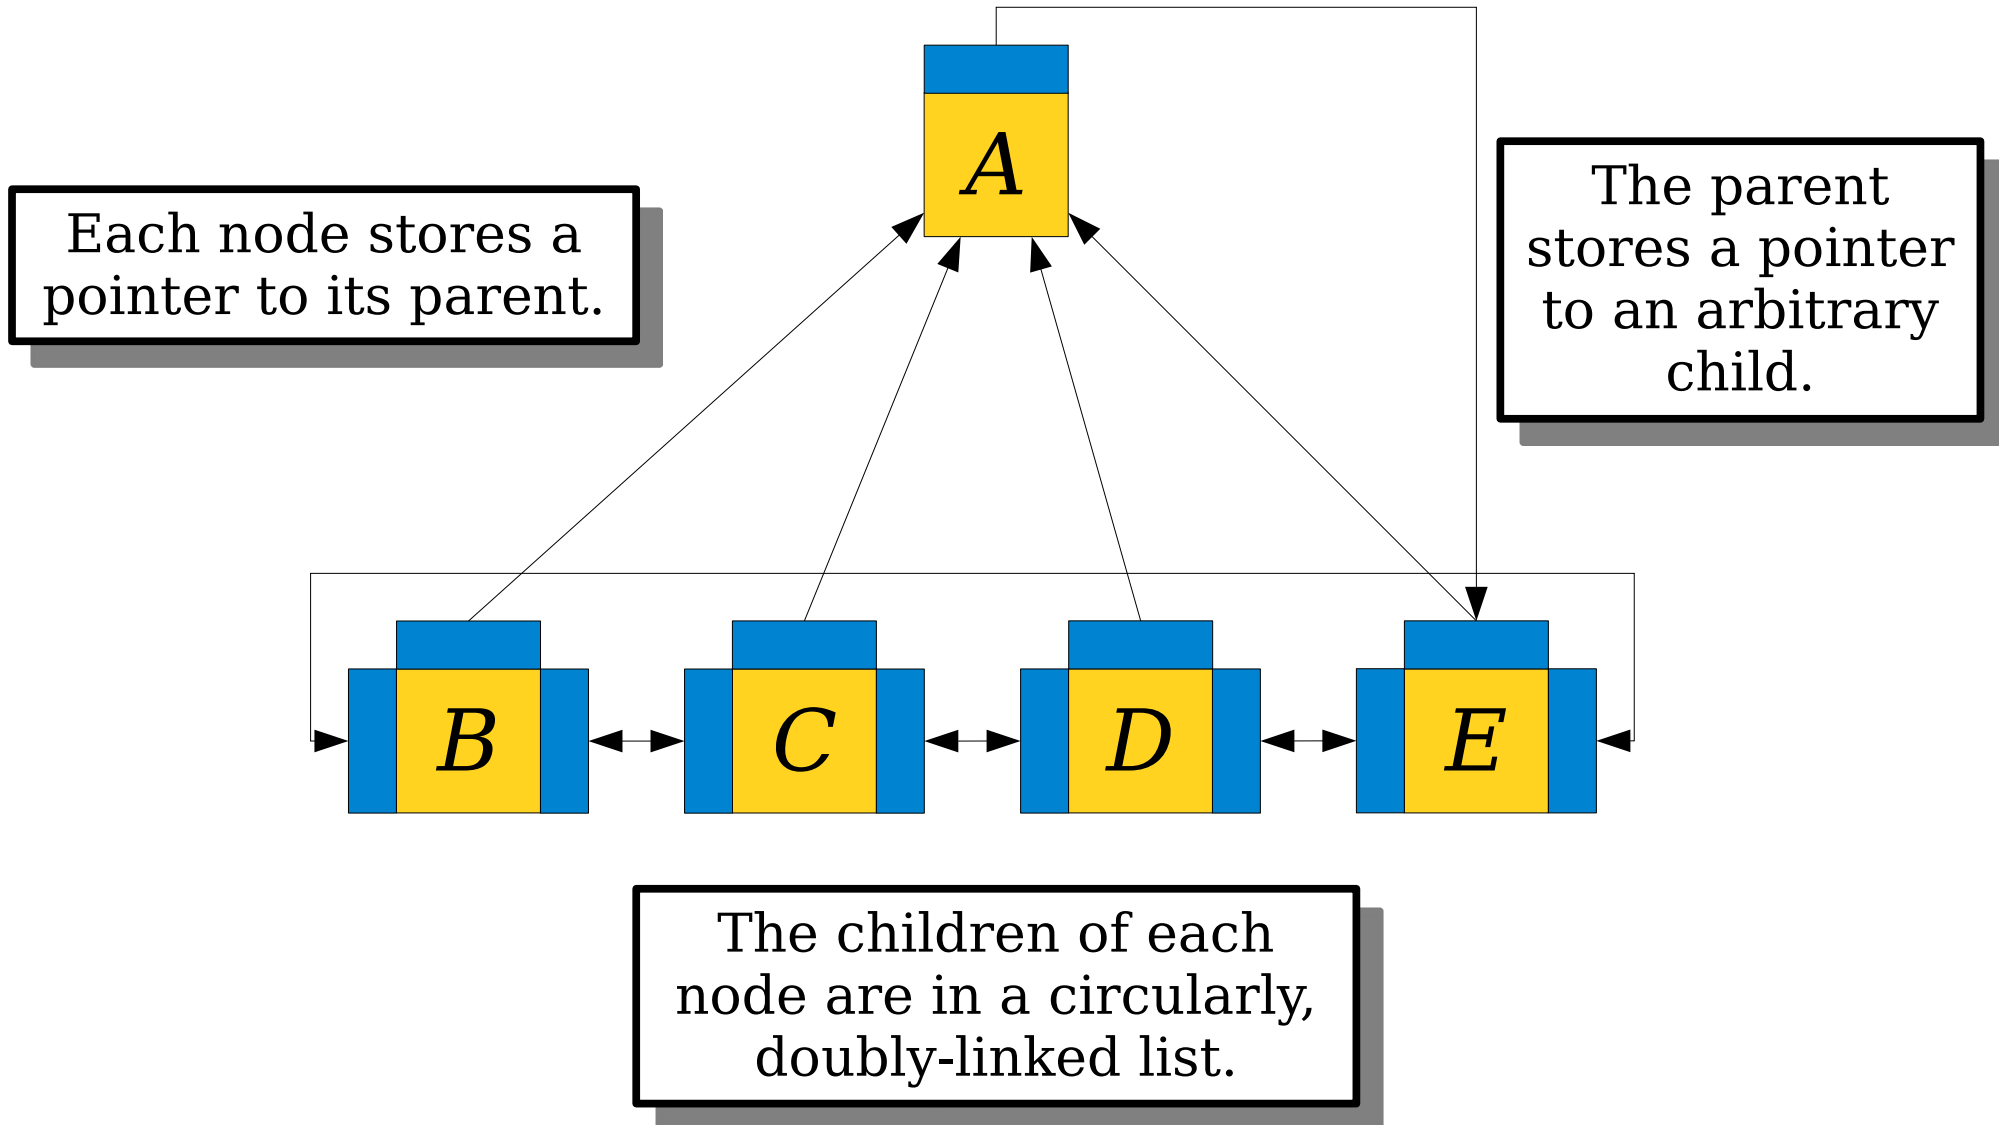 A
Each node stores a
pointer to its parent.
The parent
stores a pointer
to an arbitrary
child.
B
C
D
E
The children of each
node are in a circularly,
doubly-linked list.